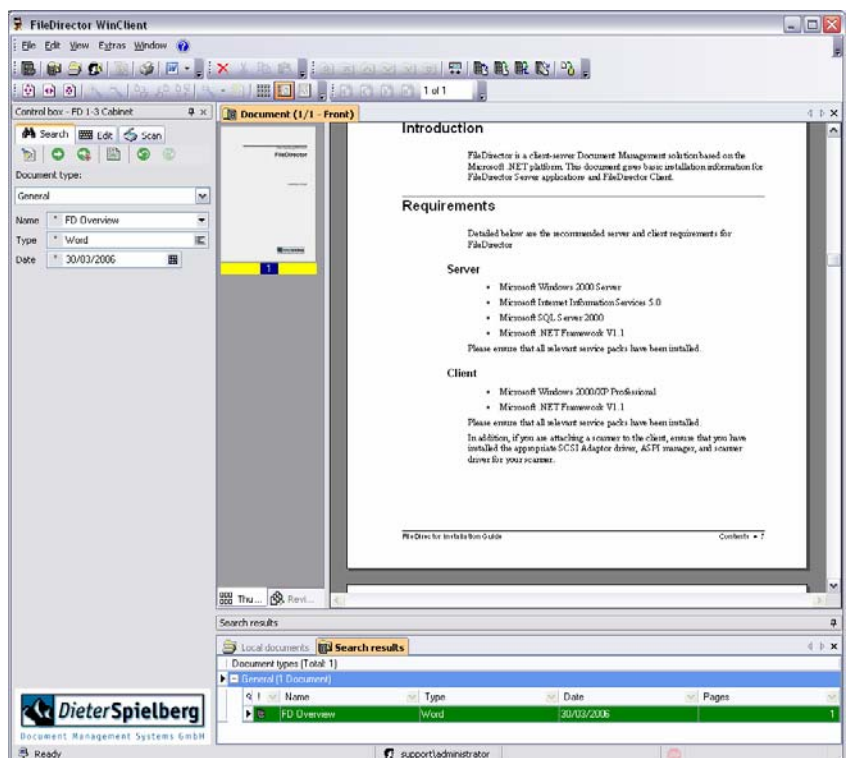 FileDirector WinClient
File Edit View Extras Window
1 of 1
Control box - FD 1-3 Cabinet
Document (1/1 - Front)
Search Edit Scan
Document type:
General
Name * FD Overview
Type * Word
Date * 30/03/2006
FileDirector
1
Introduction
FileDirector is a client-server Document Management solution based on the
Microsoft .NET platform. This document gives basic installation information for
FileDirector Server applications and FileDirector Client.
Requirements
Detailed below are the recommended server and client requirements for
FileDirector
Server
• Microsoft Windows 2000 Server
• Microsoft Internet Information Services 5.0
• Microsoft SQL Server 2000
• Microsoft .NET Framework V1.1
Please ensure that all relevant service packs have been installed.
Client
• Microsoft Windows 2000/XP Professional
• Microsoft .NET Framework V1.1
Please ensure that all relevant service packs have been installed.
In addition, if you are attaching a scanner to the client, ensure that you have
installed the appropriate SCSI Adaptor driver, ASPI manager, and scanner
driver for your scanner.
FileDirector Installation Guide Contents • 7
Thu... Revi...
Search results
Local documents Search results
Document types (Total: 1)
General (1 Document)
Name Type Date Pages
FD Overview Word 30/03/2006 1
DieterSpielberg
Document Management Systems GmbH
Ready support\administrator